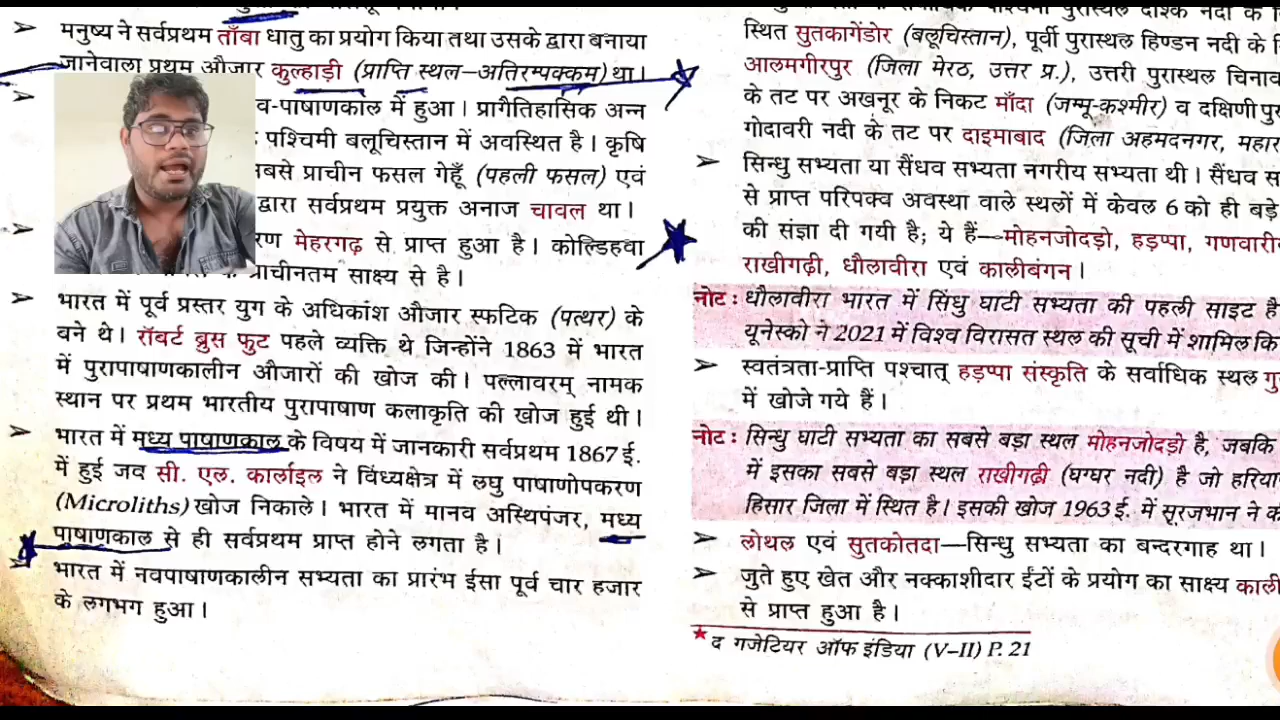 मनुष्य ने सर्वप्रथम ताँबा धातु का प्रयोग किया तथा उसके द्वारा बनाया
जानेवाला प्रथम औजार कुल्हाड़ी (प्राप्ति स्थल–अतिरम्पक्कम) था।
व-पाषाणकाल में हुआ। प्रागैतिहासिक अन्न
पश्चिमी बलूचिस्तान में अवस्थित है। कृषि
सबसे प्राचीन फसल गेहूँ (पहली फसल) एवं
द्वारा सर्वप्रथम प्रयुक्त अनाज चावल था।
मेहरगढ़ से प्राप्त हुआ है। कोल्डिहवा
प्राचीनतम साक्ष्य से है।
भारत में पूर्व प्रस्तर युग के अधिकांश औजार स्फटिक (पत्थर) के
बने थे। रॉबर्ट ब्रुस फुट पहले व्यक्ति थे जिन्होंने 1863 में भारत
में पुरापाषाणकालीन औजारों की खोज की। पल्लावरम् नामक
स्थान पर प्रथम भारतीय पुरापाषाण कलाकृति की खोज हुई थी।
भारत में मध्य पाषाणकाल के विषय में जानकारी सर्वप्रथम 1867 ई.
में हुई जव सी. एल. कार्लाइल ने विंध्यक्षेत्र में लघु पाषाणोपकरण
(Microliths) खोज निकाले। भारत में मानव अस्थिपंजर, मध्य
पाषाणकाल से ही सर्वप्रथम प्राप्त होने लगता है।
भारत में नवपाषाणकालीन सभ्यता का प्रारंभ ईसा पूर्व चार हजार
के लगभग हुआ।
स्थित सुतकागेंडोर (बलूचिस्तान), पूर्वी पुरास्थल हिण्डन नदी के
आलमगीरपुर (जिला मेरठ, उत्तर प्र.), उत्तरी पुरास्थल चिनाव
के तट पर अखनूर के निकट माँदा (जम्मू-कश्मीर) व दक्षिणी पु
गोदावरी नदी के तट पर दाइमाबाद (जिला अहमदनगर, महार
सिन्धु सभ्यता या सैंधव सभ्यता नगरीय सभ्यता थी। सैंधव स
से प्राप्त परिपक्व अवस्था वाले स्थलों में केवल 6 को ही बड़े
की संज्ञा दी गयी है; ये हैं—मोहनजोदड़ो, हड़प्पा, गणवारी
राखीगढ़ी, धौलावीरा एवं कालीबंगन।
नोट : धौलावीरा भारत में सिंधु घाटी सभ्यता की पहली साइट है
यूनेस्को ने 2021 में विश्व विरासत स्थल की सूची में शामिल कि
स्वतंत्रता-प्राप्ति पश्चात् हड़प्पा संस्कृति के सर्वाधिक स्थल गु
में खोजे गये हैं।
नोट : सिन्धु घाटी सभ्यता का सबसे बड़ा स्थल मोहनजोदड़ो है, जबकि
में इसका सबसे बड़ा स्थल राखीगढ़ी (घग्घर नदी) है जो हरिया
हिसार जिला में स्थित है। इसकी खोज 1963 ई. में सूरजभान ने क
लोथल एवं सुतकोतदा—सिन्धु सभ्यता का बन्दरगाह था।
जुते हुए खेत और नक्काशीदार ईंटों के प्रयोग का साक्ष्य काली
से प्राप्त हुआ है।
★ द गजेटियर ऑफ इंडिया (V–II) P. 21